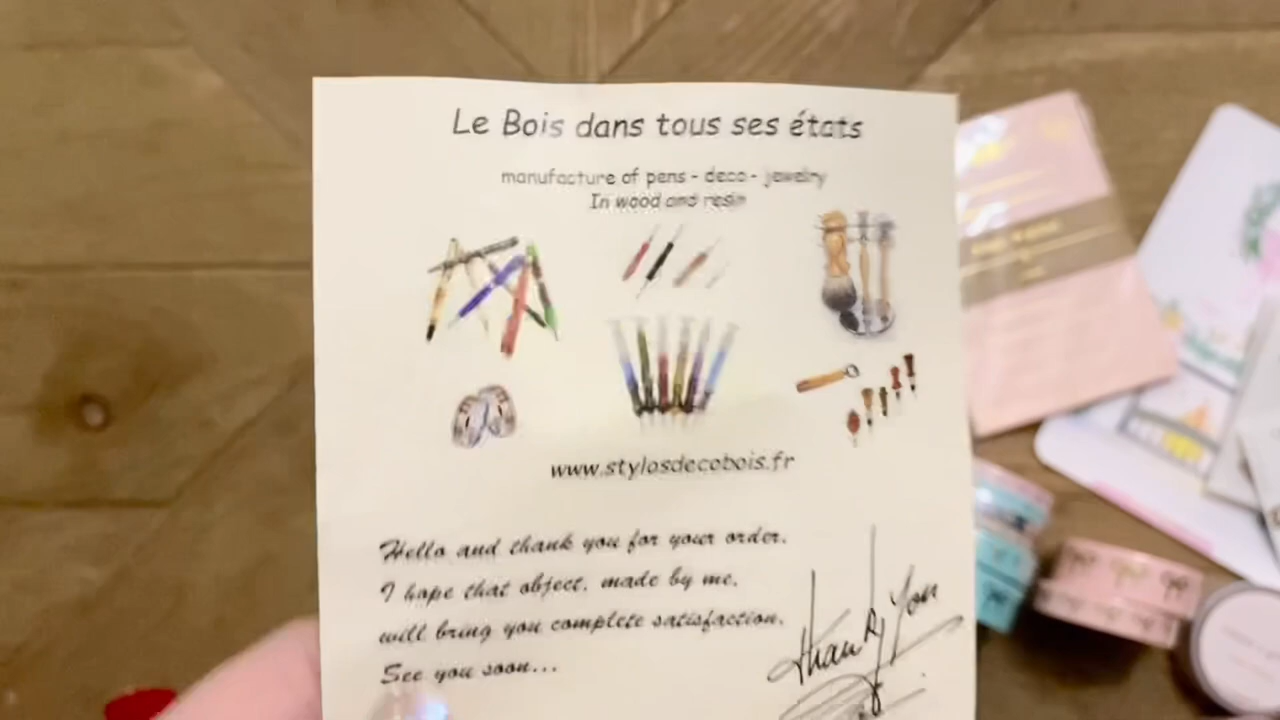 Le Bois dans tous ses états
manufacture of pens - deco - jewelry
In wood and resin
www.stylosdecobois.fr
Hello and thank you for your order.
I hope that object, made by me,
will bring you complete satisfaction.
See you soon...
Thank You